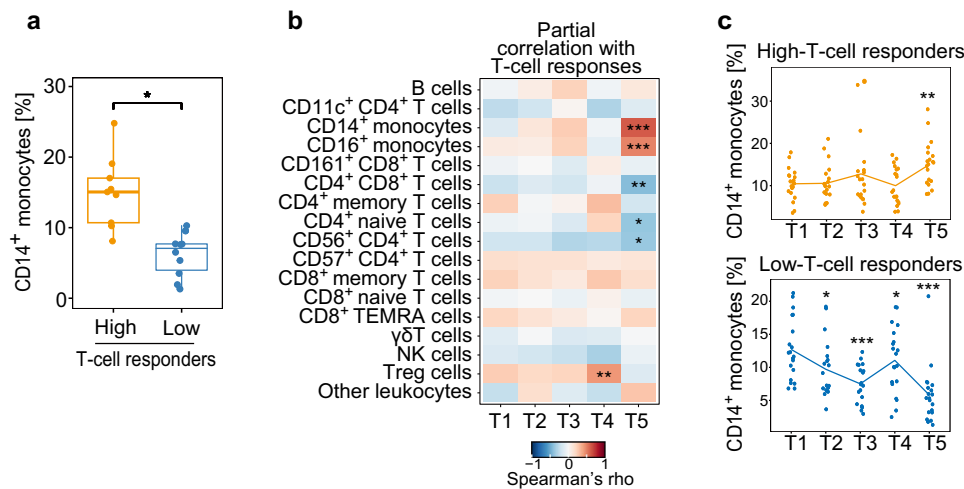 a
CD14⁺ monocytes [%]
30
20
10
0
*
High
Low
T-cell responders
b
Partial
correlation with
T-cell responses
B cells
CD11c⁺ CD4⁺ T cells
CD14⁺ monocytes
***
CD16⁺ monocytes
***
CD161⁺ CD8⁺ T cells
CD4⁺ CD8⁺ T cells
**
CD4⁺ memory T cells
CD4⁺ naive T cells
*
CD56⁺ CD4⁺ T cells
*
CD57⁺ CD4⁺ T cells
CD8⁺ memory T cells
CD8⁺ naive T cells
CD8⁺ TEMRA cells
γδT cells
NK cells
Treg cells
**
Other leukocytes
T1 T2 T3 T4 T5
−1 0 1
Spearman's rho
c
High-T-cell responders
CD14⁺ monocytes [%]
30
20
10
**
T1 T2 T3 T4 T5
Low-T-cell responders
CD14⁺ monocytes [%]
20
15
10
5
* *** * ***
T1 T2 T3 T4 T5